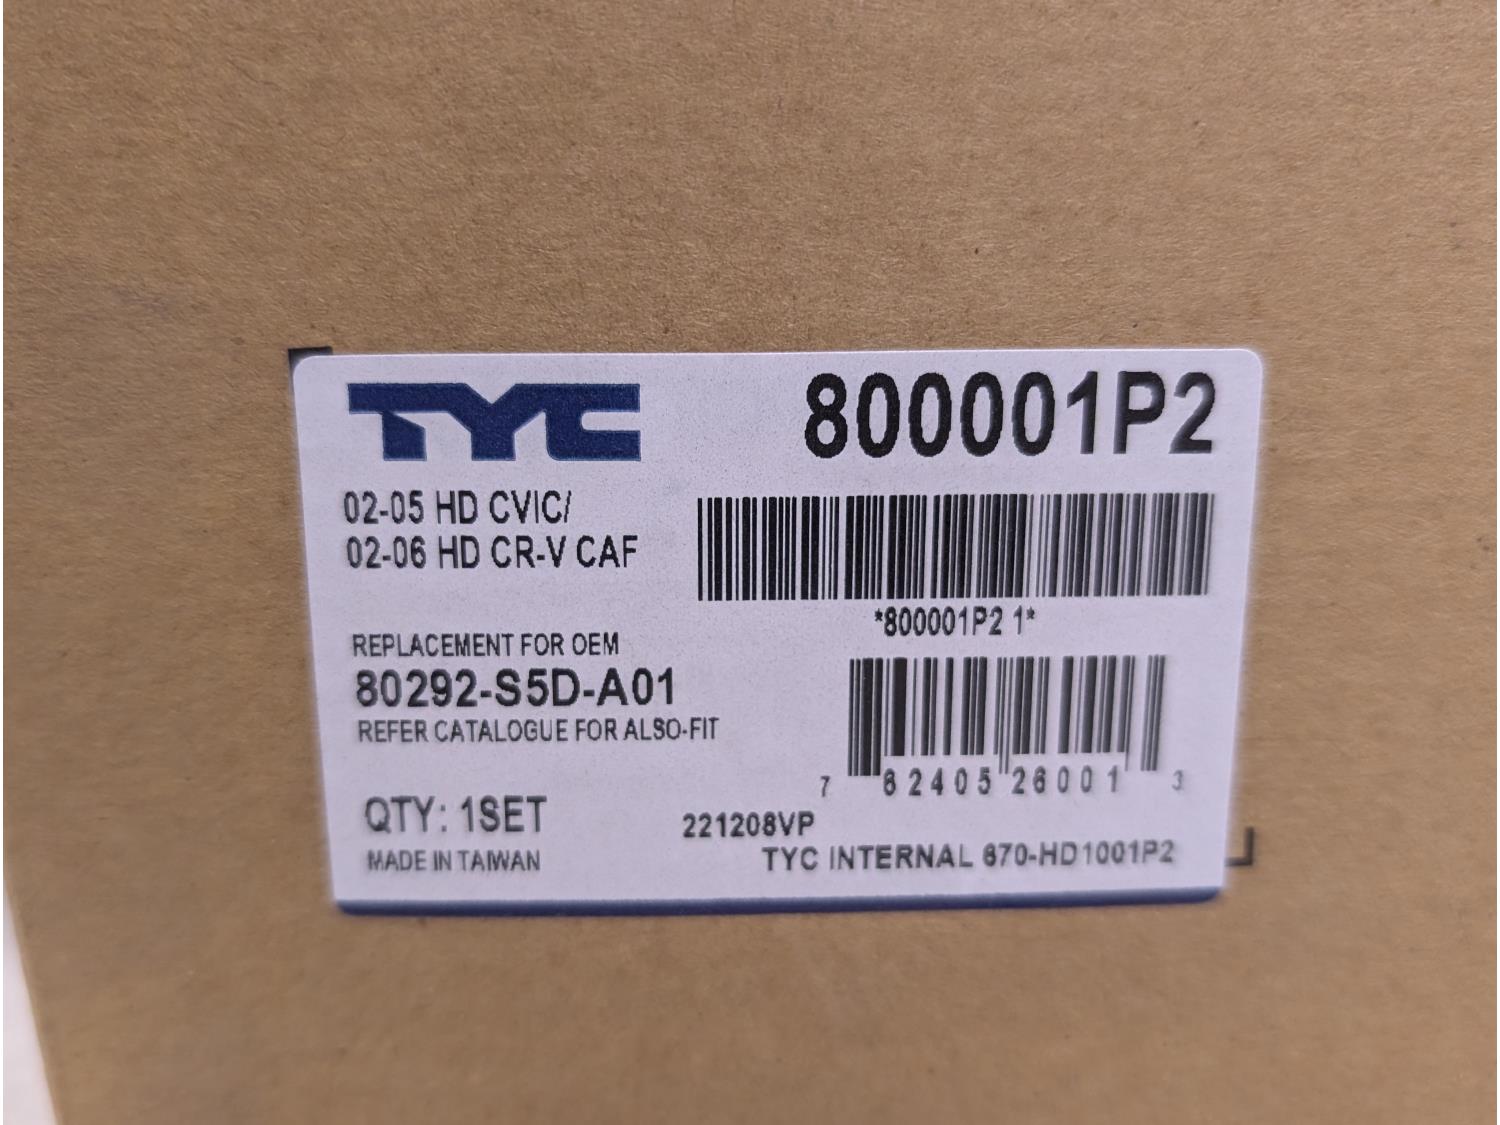 TYC
800001P2
02-05 HD CVIC/
02-06 HD CR-V CAF
*800001P2 1*
REPLACEMENT FOR OEM
80292-S5D-A01
REFER CATALOGUE FOR ALSO-FIT
7 62405 26001 3
QTY: 1SET
221208VP
MADE IN TAIWAN
TYC INTERNAL 670-HD1001P2